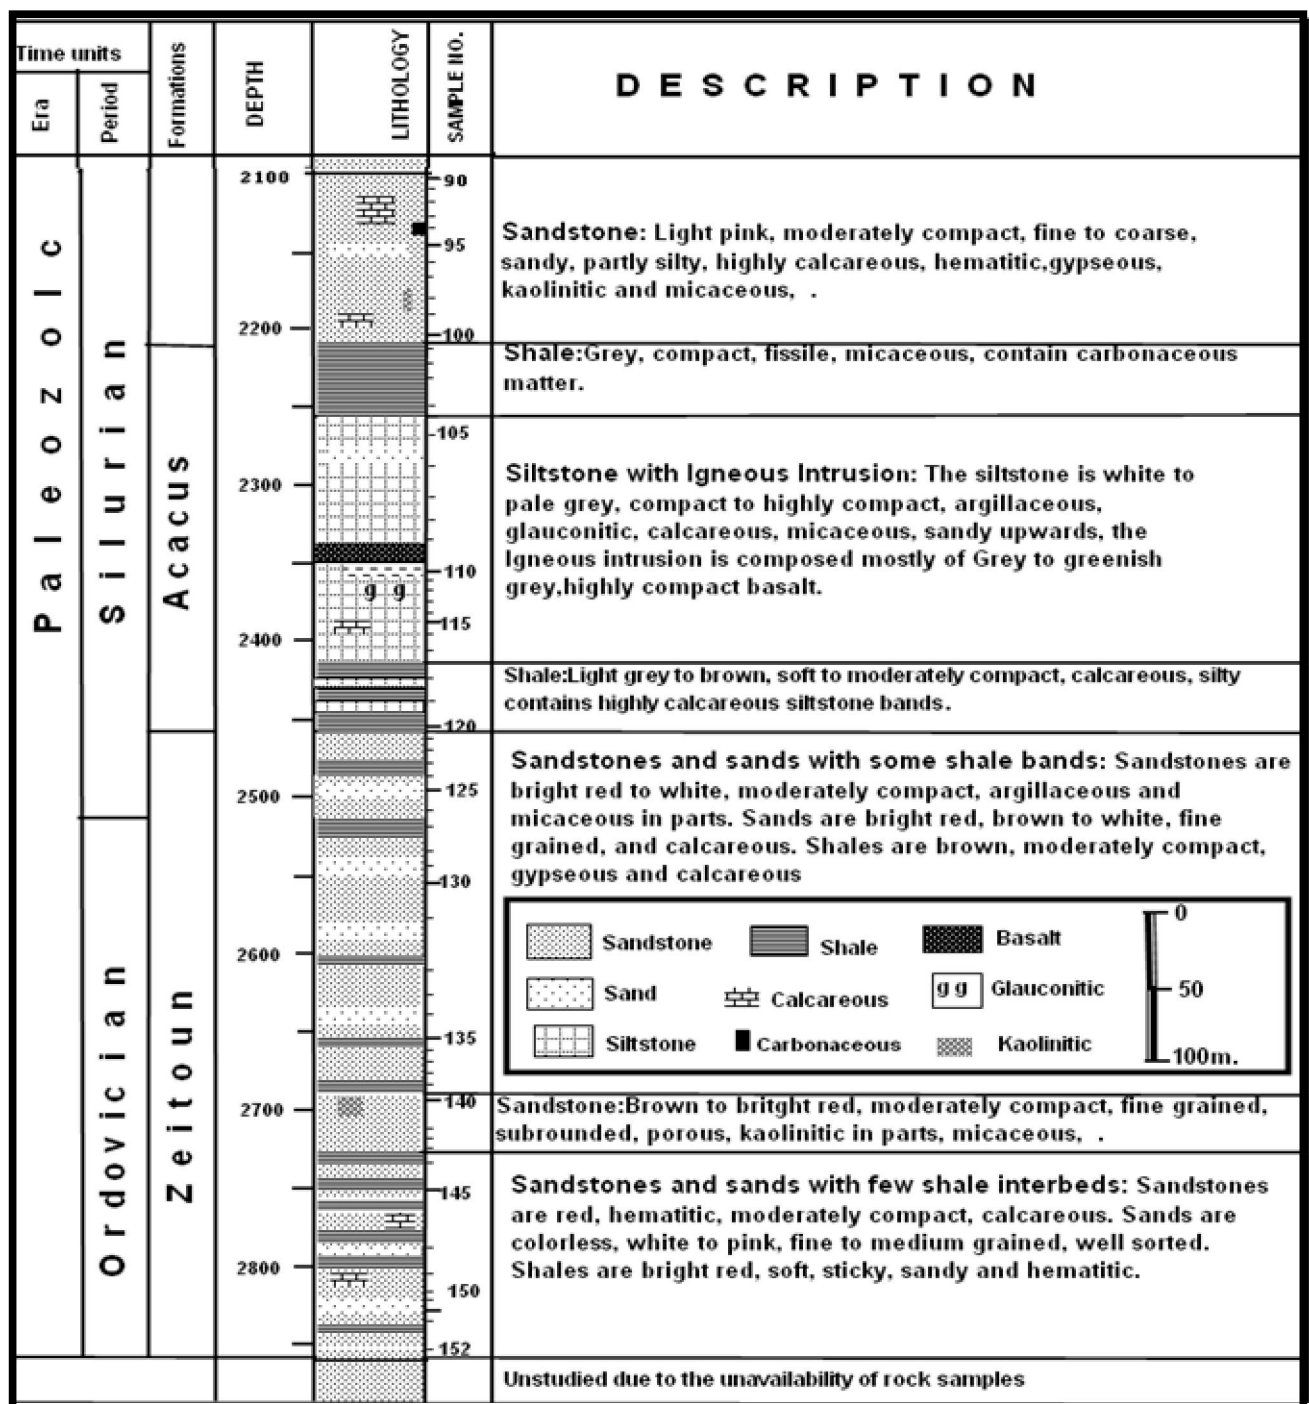 Time units
Era
Period
Formations
DEPTH
LITHOLOGY
SAMPLE NO.
DESCRIPTION
Paleozoic
Silurian
Ordovician
Acacus
Zeitoun
2100
2200
2300
2400
2500
2600
2700
2800
90
95
100
105
110
115
120
125
130
135
140
145
150
152
g g
Sandstone: Light pink, moderately compact, fine to coarse,
sandy, partly silty, highly calcareous, hematitic,gypseous,
kaolinitic and micaceous, .
Shale:Grey, compact, fissile, micaceous, contain carbonaceous
matter.
Siltstone with Igneous Intrusion: The siltstone is white to
pale grey, compact to highly compact, argillaceous,
glauconitic, calcareous, micaceous, sandy upwards, the
Igneous intrusion is composed mostly of Grey to greenish
grey,highly compact basalt.
Shale:Light grey to brown, soft to moderately compact, calcareous, silty
contains highly calcareous siltstone bands.
Sandstones and sands with some shale bands: Sandstones are
bright red to white, moderately compact, argillaceous and
micaceous in parts. Sands are bright red, brown to white, fine
grained, and calcareous. Shales are brown, moderately compact,
gypseous and calcareous
Sandstone
Shale
Basalt
Sand
Calcareous
g g
Glauconitic
Siltstone
Carbonaceous
Kaolinitic
0
50
100m.
Sandstone:Brown to britght red, moderately compact, fine grained,
subrounded, porous, kaolinitic in parts, micaceous, .
Sandstones and sands with few shale interbeds: Sandstones
are red, hematitic, moderately compact, calcareous. Sands are
colorless, white to pink, fine to medium grained, well sorted.
Shales are bright red, soft, sticky, sandy and hematitic.
Unstudied due to the unavailability of rock samples